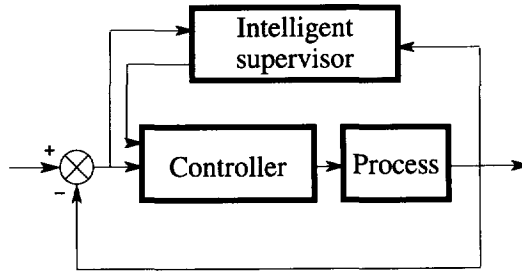 Intelligent
supervisor
+
Controller
Process
−